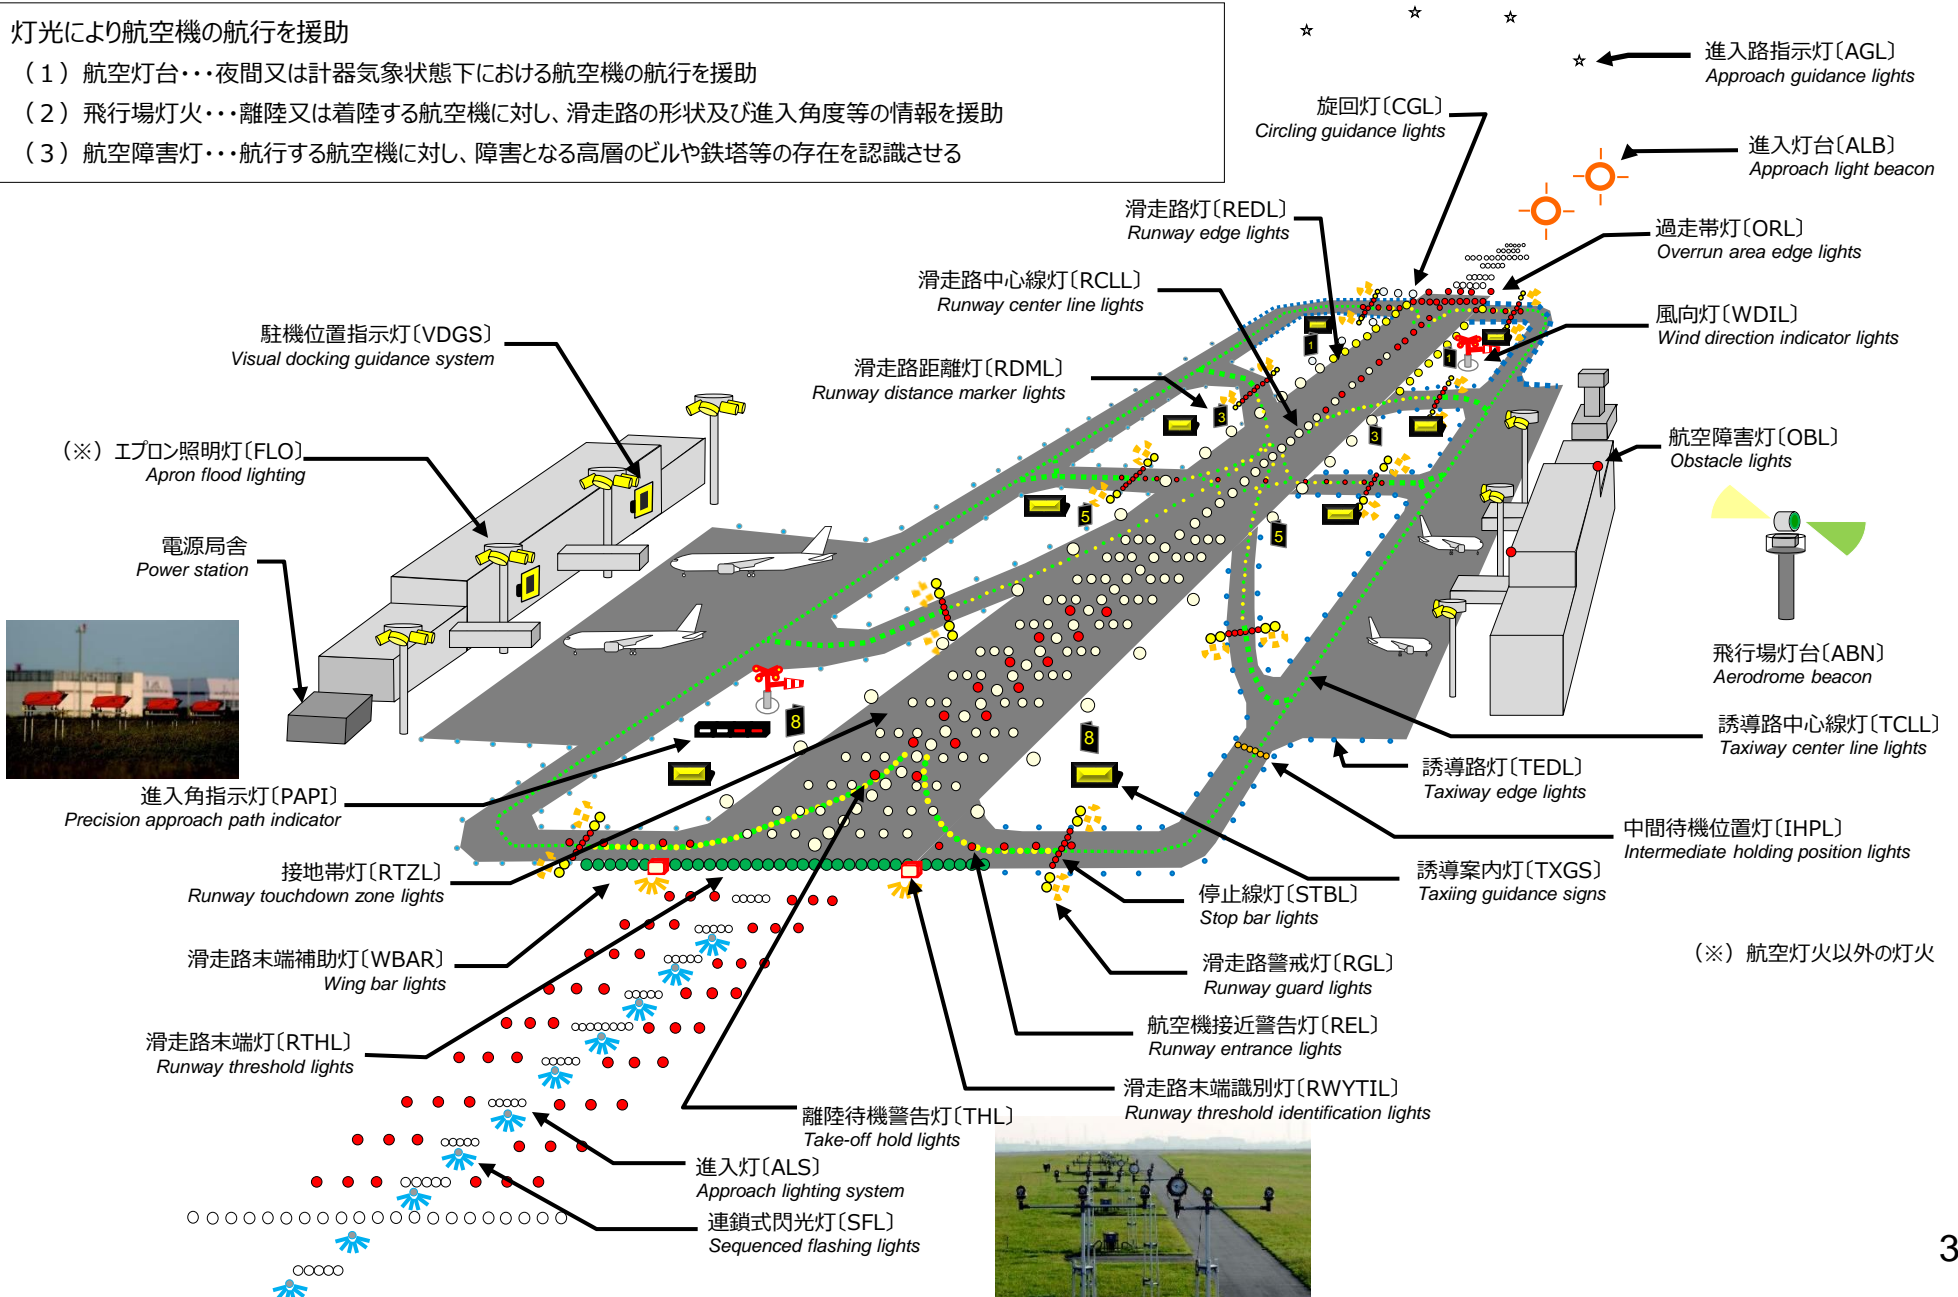 灯光により航空機の航行を援助
（１）航空灯台･･･夜間又は計器気象状態下における航空機の航行を援助
（２）飛行場灯火･･･離陸又は着陸する航空機に対し、滑走路の形状及び進入角度等の情報を援助
（３）航空障害灯･･･航行する航空機に対し、障害となる高層のビルや鉄塔等の存在を認識させる
進入路指示灯〔AGL〕
Approach guidance lights
旋回灯〔CGL〕
Circling guidance lights
進入灯台〔ALB〕
Approach light beacon
滑走路灯〔REDL〕
Runway edge lights
過走帯灯〔ORL〕
Overrun area edge lights
滑走路中心線灯〔RCLL〕
Runway center line lights
風向灯〔WDIL〕
Wind direction indicator lights
駐機位置指示灯〔VDGS〕
Visual docking guidance system
滑走路距離灯〔RDML〕
Runway distance marker lights
（※）エプロン照明灯〔FLO〕
Apron flood lighting
航空障害灯〔OBL〕
Obstacle lights
電源局舎
Power station
1
1
3
3
5
5
8
8
飛行場灯台〔ABN〕
Aerodrome beacon
誘導路中心線灯〔TCLL〕
Taxiway center line lights
誘導路灯〔TEDL〕
Taxiway edge lights
進入角指示灯〔PAPI〕
Precision approach path indicator
中間待機位置灯〔IHPL〕
Intermediate holding position lights
接地帯灯〔RTZL〕
Runway touchdown zone lights
誘導案内灯〔TXGS〕
Taxiing guidance signs
停止線灯〔STBL〕
Stop bar lights
（※）航空灯火以外の灯火
滑走路末端補助灯〔WBAR〕
Wing bar lights
滑走路警戒灯〔RGL〕
Runway guard lights
航空機接近警告灯〔REL〕
Runway entrance lights
滑走路末端灯〔RTHL〕
Runway threshold lights
滑走路末端識別灯〔RWYTIL〕
Runway threshold identification lights
離陸待機警告灯〔THL〕
Take-off hold lights
進入灯〔ALS〕
Approach lighting system
連鎖式閃光灯〔SFL〕
Sequenced flashing lights
3